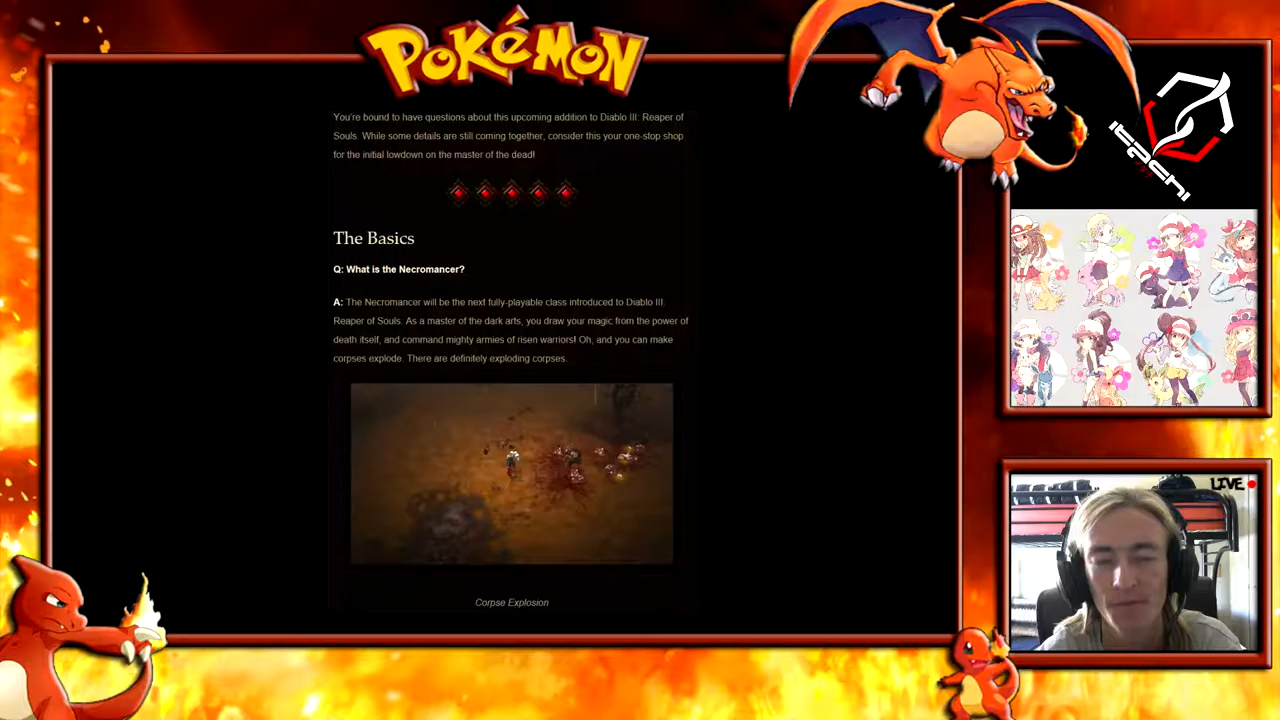 POKéMON
You're bound to have questions about this upcoming addition to Diablo III: Reaper of
Souls. While some details are still coming together, consider this your one-stop shop
for the initial lowdown on the master of the dead!
The Basics
Q: What is the Necromancer?
A: The Necromancer will be the next fully-playable class introduced to Diablo III:
Reaper of Souls. As a master of the dark arts, you draw your magic from the power of
death itself, and command mighty armies of risen warriors! Oh, and you can make
corpses explode. There are definitely exploding corpses.
Corpse Explosion
itachi
LIVE